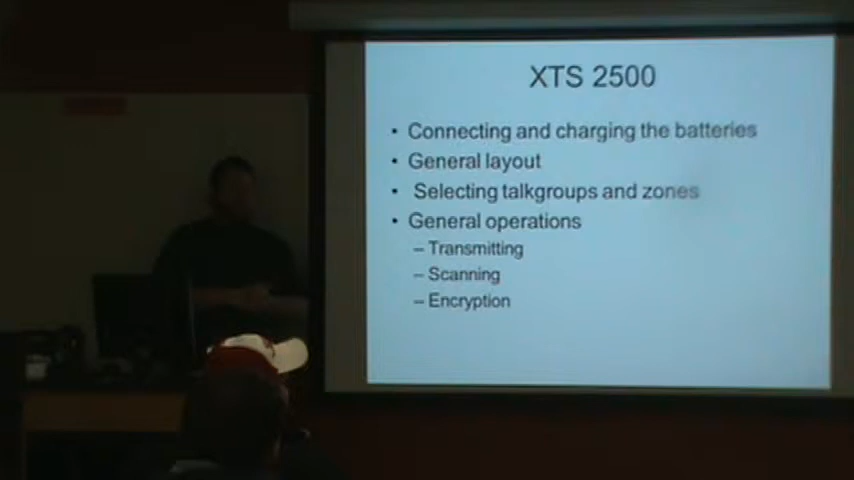 XTS 2500
• Connecting and charging the batteries
• General layout
• Selecting talkgroups and zones
• General operations
– Transmitting
– Scanning
– Encryption